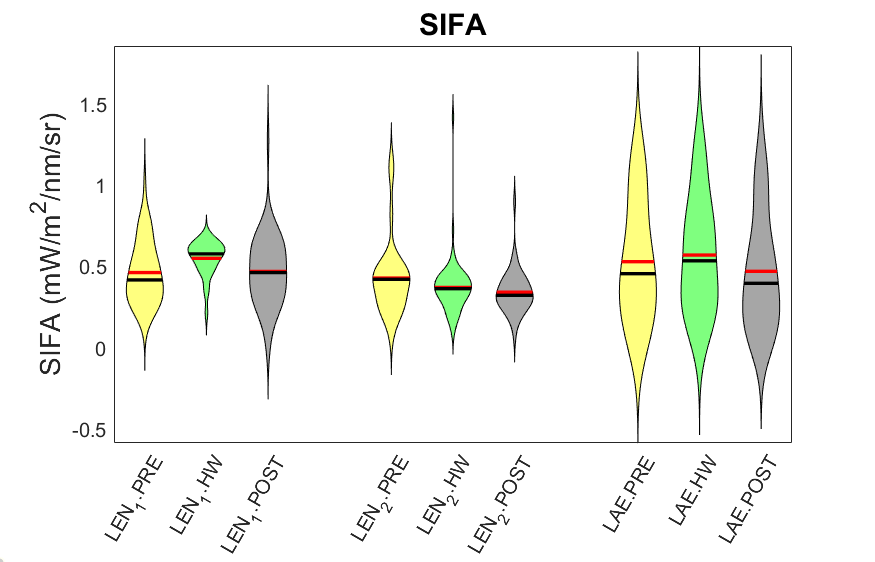 SIFA
SIFA (mW/m²/nm/sr)
1.5
1
0.5
0
-0.5
LEN₁.PRE
LEN₁.HW
LEN₁.POST
LEN₂.PRE
LEN₂.HW
LEN₂.POST
LAE.PRE
LAE.HW
LAE.POST